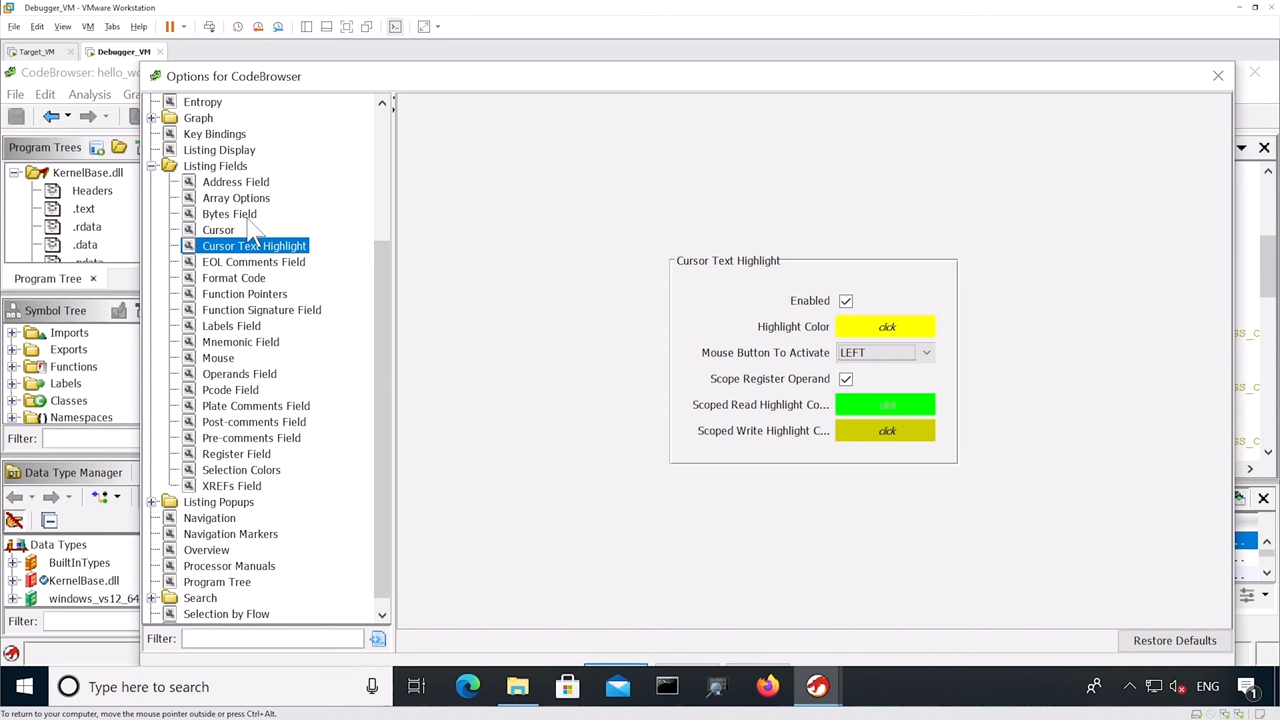 Debugger_VM - VMware Workstation
File Edit View VM Tabs Help
Target_VM Debugger_VM
CodeBrowser: hello_wo
Options for CodeBrowser
File Edit Analysis Gra
Program Trees
KernelBase.dll
Headers
.text
.rdata
.data
Program Tree
Symbol Tree
Imports
Exports
Functions
Labels
Classes
Namespaces
Filter:
Data Type Manager
Data Types
BuiltInTypes
KernelBase.dll
windows_vs12_64
Filter:
Entropy
Graph
Key Bindings
Listing Display
Listing Fields
Address Field
Array Options
Bytes Field
Cursor
Cursor Text Highlight
EOL Comments Field
Format Code
Function Pointers
Function Signature Field
Labels Field
Mnemonic Field
Mouse
Operands Field
Pcode Field
Plate Comments Field
Post-comments Field
Pre-comments Field
Register Field
Selection Colors
XREFs Field
Listing Popups
Navigation
Navigation Markers
Overview
Processor Manuals
Program Tree
Search
Selection by Flow
Filter:
Cursor Text Highlight
Enabled
Highlight Color click
Mouse Button To Activate LEFT
Scope Register Operand
Scoped Read Highlight Co... click
Scoped Write Highlight C... click
Restore Defaults
Type here to search
ENG
1
To return to your computer, move the mouse pointer outside or press Ctrl+Alt.